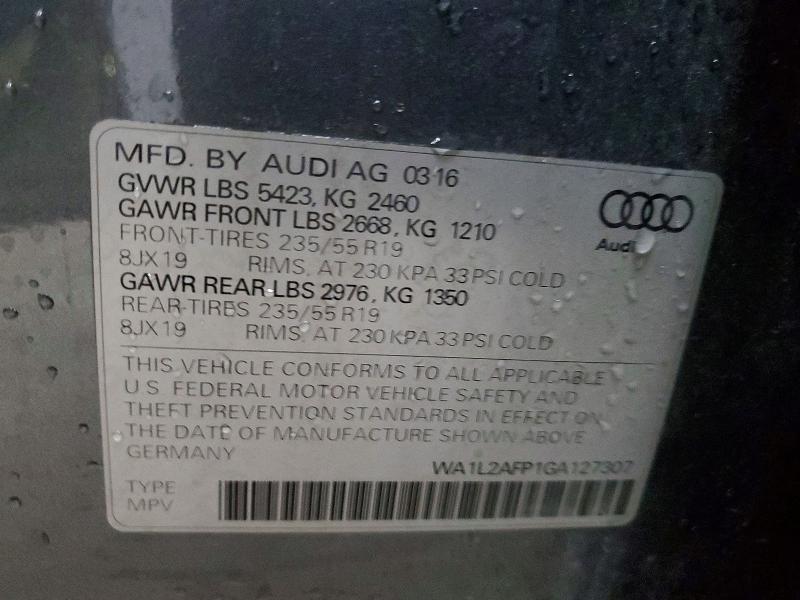 MFD. BY AUDI AG 03 16
GVWR LBS 5423, KG 2460
GAWR FRONT LBS 2668, KG 1210
FRONT-TIRES 235/55 R19
8JX19 RIMS, AT 230 KPA 33 PSI COLD
GAWR REAR LBS 2976, KG 1350
REAR-TIRES 235/55 R19
8JX19 RIMS, AT 230 KPA 33 PSI COLD
Audi
THIS VEHICLE CONFORMS TO ALL APPLICABLE
U.S. FEDERAL MOTOR VEHICLE SAFETY AND
THEFT PREVENTION STANDARDS IN EFFECT ON
THE DATE OF MANUFACTURE SHOWN ABOVE
GERMANY
WA1L2AFP1GA127307
TYPE
MPV